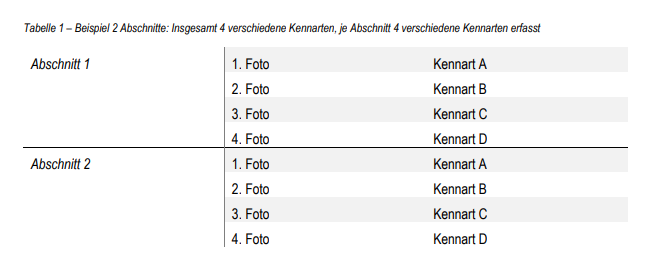 Tabelle 1 – Beispiel 2 Abschnitte: Insgesamt 4 verschiedene Kennarten, je Abschnitt 4 verschiedene Kennarten erfasst
Abschnitt 1 1. Foto Kennart A
2. Foto Kennart B
3. Foto Kennart C
4. Foto Kennart D
Abschnitt 2 1. Foto Kennart A
2. Foto Kennart B
3. Foto Kennart C
4. Foto Kennart D